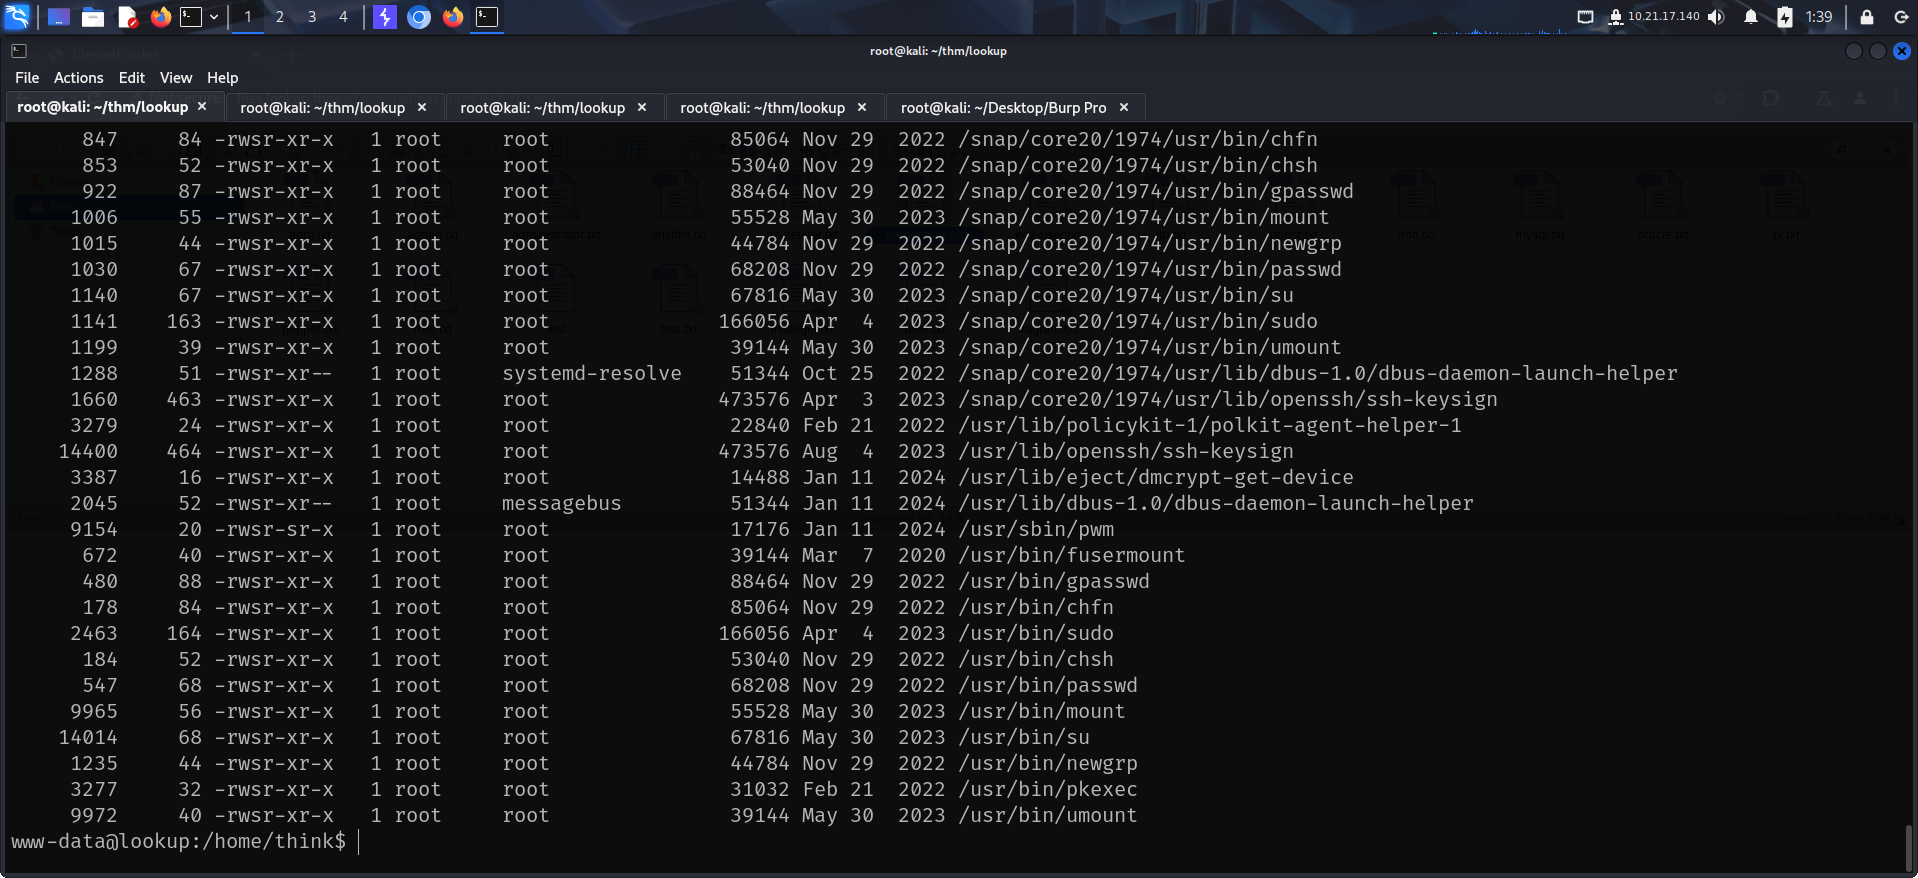 1 2 3 4 10.21.17.140 1:39
files:elFinder
root@kali: ~/thm/lookup
File Actions Edit View Help
root@kali: ~/thm/lookup × root@kali: ~/thm/lookup × root@kali: ~/thm/lookup × root@kali: ~/thm/lookup × root@kali: ~/Desktop/Burp Pro ×
847 84 -rwsr-xr-x 1 root root 85064 Nov 29 2022 /snap/core20/1974/usr/bin/chfn
853 52 -rwsr-xr-x 1 root root 53040 Nov 29 2022 /snap/core20/1974/usr/bin/chsh
922 87 -rwsr-xr-x 1 root root 88464 Nov 29 2022 /snap/core20/1974/usr/bin/gpasswd
1006 55 -rwsr-xr-x 1 root root 55528 May 30 2023 /snap/core20/1974/usr/bin/mount
1015 44 -rwsr-xr-x 1 root root 44784 Nov 29 2022 /snap/core20/1974/usr/bin/newgrp
1030 67 -rwsr-xr-x 1 root root 68208 Nov 29 2022 /snap/core20/1974/usr/bin/passwd
1140 67 -rwsr-xr-x 1 root root 67816 May 30 2023 /snap/core20/1974/usr/bin/su
1141 163 -rwsr-xr-x 1 root root 166056 Apr 4 2023 /snap/core20/1974/usr/bin/sudo
1199 39 -rwsr-xr-x 1 root root 39144 May 30 2023 /snap/core20/1974/usr/bin/umount
1288 51 -rwsr-xr-- 1 root systemd-resolve 51344 Oct 25 2022 /snap/core20/1974/usr/lib/dbus-1.0/dbus-daemon-launch-helper
1660 463 -rwsr-xr-x 1 root root 473576 Apr 3 2023 /snap/core20/1974/usr/lib/openssh/ssh-keysign
3279 24 -rwsr-xr-x 1 root root 22840 Feb 21 2022 /usr/lib/policykit-1/polkit-agent-helper-1
14400 464 -rwsr-xr-x 1 root root 473576 Aug 4 2023 /usr/lib/openssh/ssh-keysign
3387 16 -rwsr-xr-x 1 root root 14488 Jan 11 2024 /usr/lib/eject/dmcrypt-get-device
2045 52 -rwsr-xr-- 1 root messagebus 51344 Jan 11 2024 /usr/lib/dbus-1.0/dbus-daemon-launch-helper
9154 20 -rwsr-sr-x 1 root root 17176 Jan 11 2024 /usr/sbin/pwm
672 40 -rwsr-xr-x 1 root root 39144 Mar 7 2020 /usr/bin/fusermount
480 88 -rwsr-xr-x 1 root root 88464 Nov 29 2022 /usr/bin/gpasswd
178 84 -rwsr-xr-x 1 root root 85064 Nov 29 2022 /usr/bin/chfn
2463 164 -rwsr-xr-x 1 root root 166056 Apr 4 2023 /usr/bin/sudo
184 52 -rwsr-xr-x 1 root root 53040 Nov 29 2022 /usr/bin/chsh
547 68 -rwsr-xr-x 1 root root 68208 Nov 29 2022 /usr/bin/passwd
9965 56 -rwsr-xr-x 1 root root 55528 May 30 2023 /usr/bin/mount
14014 68 -rwsr-xr-x 1 root root 67816 May 30 2023 /usr/bin/su
1235 44 -rwsr-xr-x 1 root root 44784 Nov 29 2022 /usr/bin/newgrp
3277 32 -rwsr-xr-x 1 root root 31032 Feb 21 2022 /usr/bin/pkexec
9972 40 -rwsr-xr-x 1 root root 39144 May 30 2023 /usr/bin/umount
www-data@lookup:/home/think$